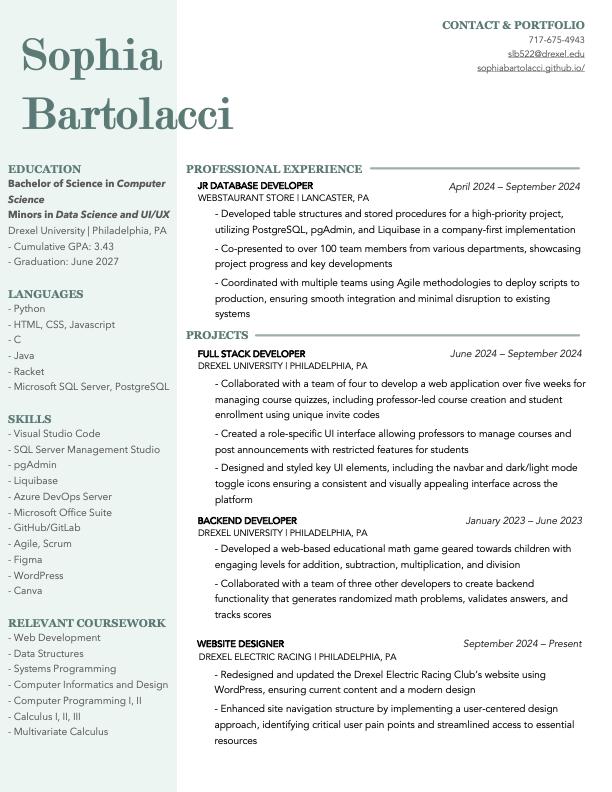 Sophia
Bartolacci
CONTACT & PORTFOLIO
717-675-4943
slb522@drexel.edu
sophiabartolacci.github.io/
EDUCATION
Bachelor of Science in Computer
Science
Minors in Data Science and UI/UX
Drexel University | Philadelphia, PA
- Cumulative GPA: 3.43
- Graduation: June 2027
LANGUAGES
- Python
- HTML, CSS, Javascript
- C
- Java
- Racket
- Microsoft SQL Server, PostgreSQL
SKILLS
- Visual Studio Code
- SQL Server Management Studio
- pgAdmin
- Liquibase
- Azure DevOps Server
- Microsoft Office Suite
- GitHub/GitLab
- Agile, Scrum
- Figma
- WordPress
- Canva
RELEVANT COURSEWORK
- Web Development
- Data Structures
- Systems Programming
- Computer Informatics and Design
- Computer Programming I, II
- Calculus I, II, III
- Multivariate Calculus
PROFESSIONAL EXPERIENCE
JR DATABASE DEVELOPER April 2024 – September 2024
WEBSTAURANT STORE | LANCASTER, PA
- Developed table structures and stored procedures for a high-priority project,
utilizing PostgreSQL, pgAdmin, and Liquibase in a company-first implementation
- Co-presented to over 100 team members from various departments, showcasing
project progress and key developments
- Coordinated with multiple teams using Agile methodologies to deploy scripts to
production, ensuring smooth integration and minimal disruption to existing
systems
PROJECTS
FULL STACK DEVELOPER June 2024 – September 2024
DREXEL UNIVERSITY | PHILADELPHIA, PA
- Collaborated with a team of four to develop a web application over five weeks for
managing course quizzes, including professor-led course creation and student
enrollment using unique invite codes
- Created a role-specific UI interface allowing professors to manage courses and
post announcements with restricted features for students
- Designed and styled key UI elements, including the navbar and dark/light mode
toggle icons ensuring a consistent and visually appealing interface across the
platform
BACKEND DEVELOPER January 2023 – June 2023
DREXEL UNIVERSITY | PHILADELPHIA, PA
- Developed a web-based educational math game geared towards children with
engaging levels for addition, subtraction, multiplication, and division
- Collaborated with a team of three other developers to create backend
functionality that generates randomized math problems, validates answers, and
tracks scores
WEBSITE DESIGNER September 2024 – Present
DREXEL ELECTRIC RACING | PHILADELPHIA, PA
- Redesigned and updated the Drexel Electric Racing Club's website using
WordPress, ensuring current content and a modern design
- Enhanced site navigation structure by implementing a user-centered design
approach, identifying critical user pain points and streamlined access to essential
resources